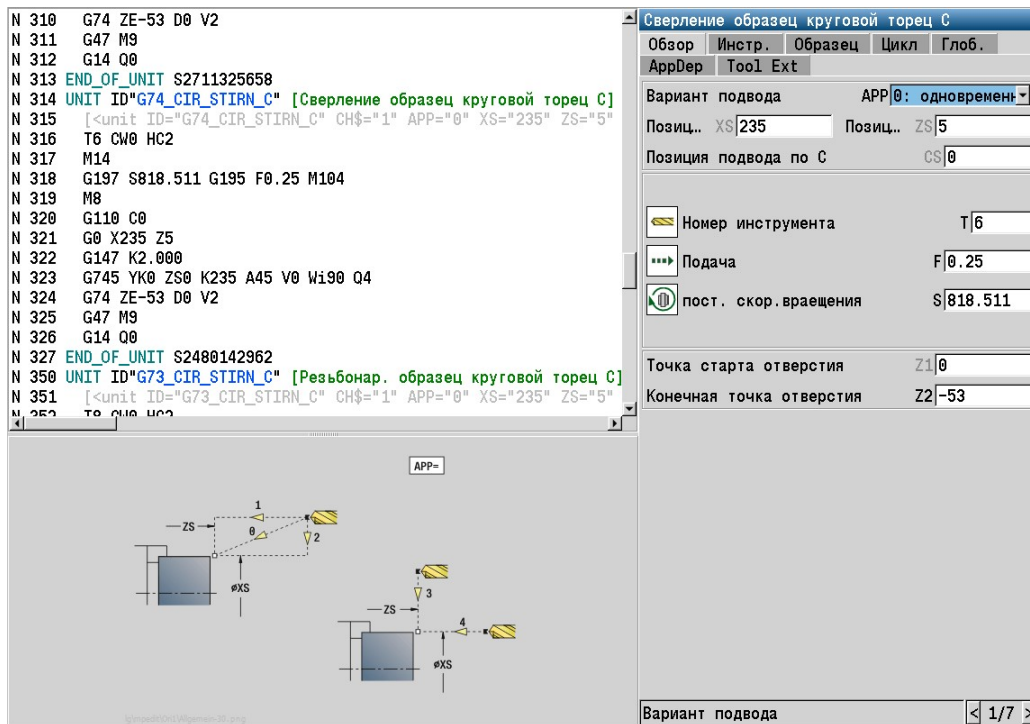 N 310   G74 ZE-53 D0 V2
N 311   G47 M9
N 312   G14 Q0
N 313 END_OF_UNIT S2711325658
N 314 UNIT ID"G74_CIR_STIRN_C" [Сверление образец круговой торец C]
N 315   [<unit ID="G74_CIR_STIRN_C" CH$="1" APP="0" XS="235" ZS="5"
N 316   T6 CW0 HC2
N 317   M14
N 318   G197 S818.511 G195 F0.25 M104
N 319   M8
N 320   G110 C0
N 321   G0 X235 Z5
N 322   G147 K2.000
N 323   G745 YK0 ZS0 K235 A45 V0 Wi90 Q4
N 324   G74 ZE-53 D0 V2
N 325   G47 M9
N 326   G14 Q0
N 327 END_OF_UNIT S2480142962
N 350 UNIT ID"G73_CIR_STIRN_C" [Резьбонар. образец круговой торец C]
N 351   [<unit ID="G73_CIR_STIRN_C" CH$="1" APP="0" XS="235" ZS="5"
N 352   T8 CW0 HC2
APP=
1
ZS
0
2
øXS
3
ZS
4
øXS
Сверление образец круговой торец C
Обзор Инстр. Образец Цикл Глоб.
AppDep Tool Ext
Вариант подвода APP 0: одновременн
Позиц… XS 235 Позиц… ZS 5
Позиция подвода по C CS 0
Номер инструмента T 6
Подача F 0.25
пост. скор.враещения S 818.511
Точка старта отверстия Z1 0
Конечная точка отверстия Z2 -53
Вариант подвода < 1/7 >